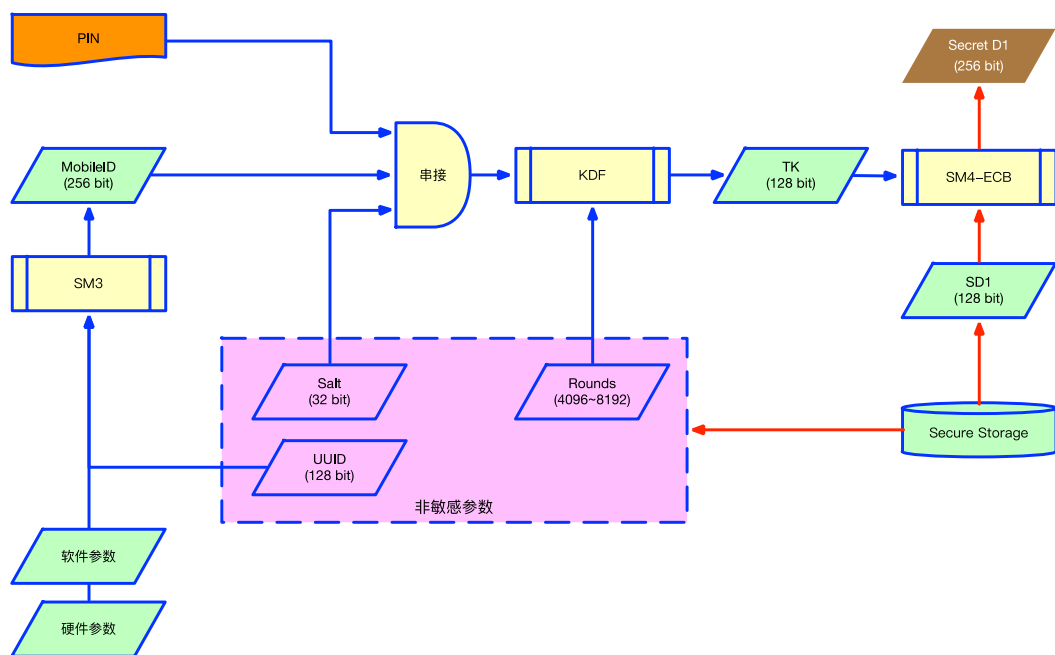 PIN
Secret D1
(256 bit)
MobileID
(256 bit)
串接
KDF
TK
(128 bit)
SM4-ECB
SM3
SD1
(128 bit)
Salt
(32 bit)
Rounds
(4096~8192)
Secure Storage
UUID
(128 bit)
非敏感参数
软件参数
硬件参数